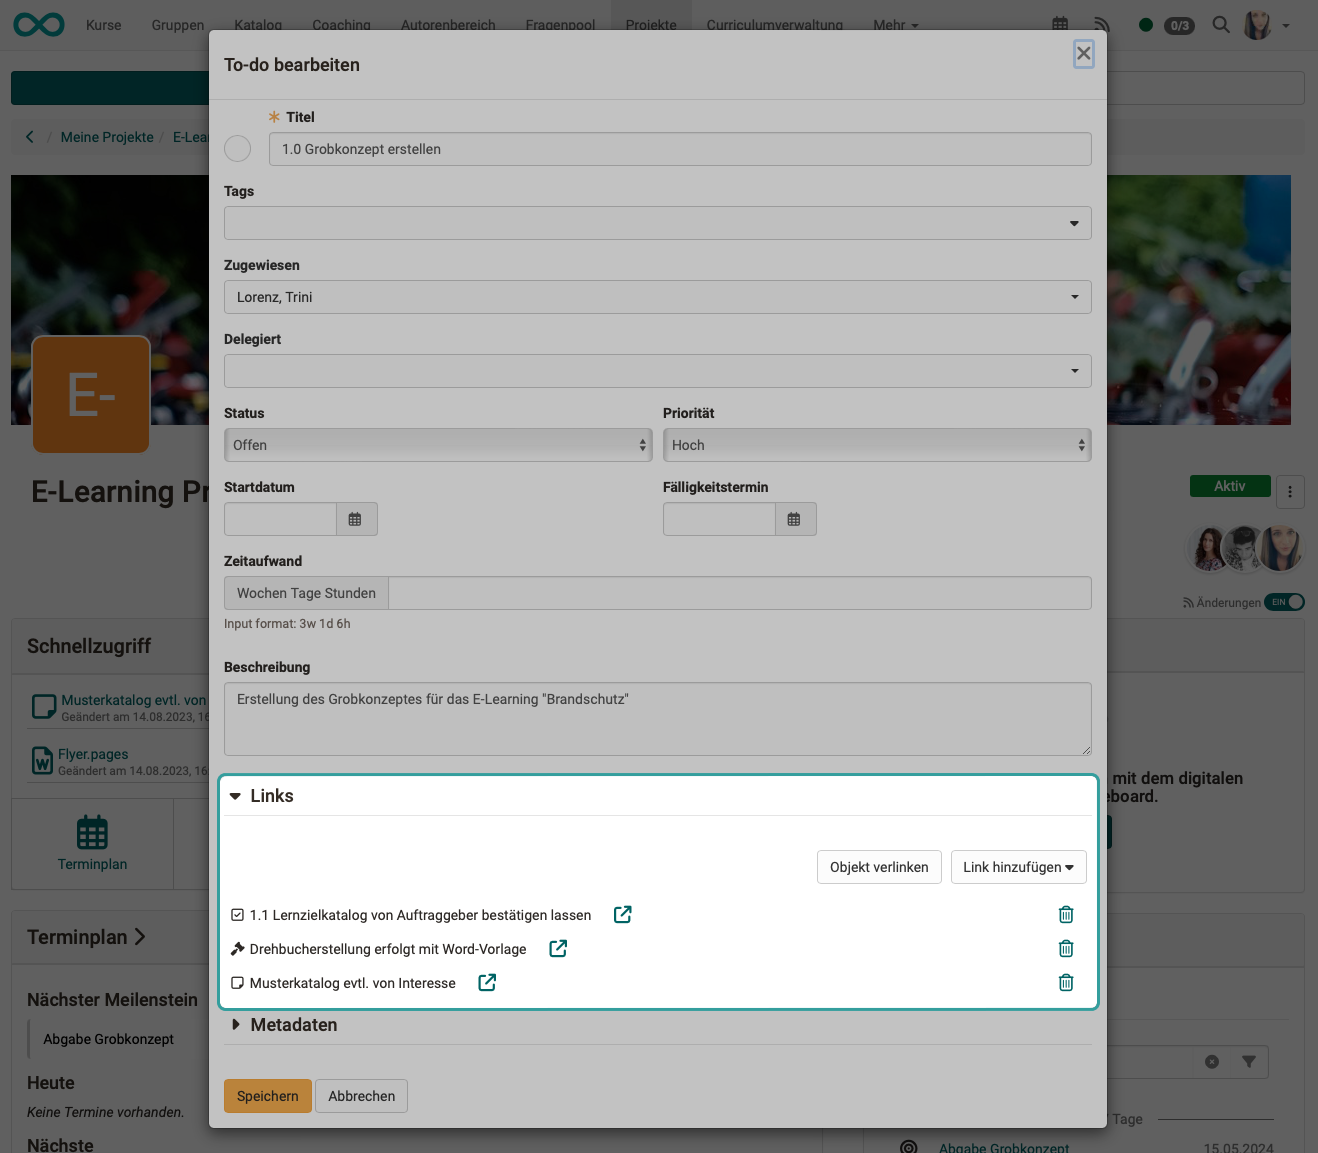 Kurse Gruppen Katalog Coaching Autorenbereich Fragenpool Projekte Curriculumverwaltung Mehr 0/3
To-do bearbeiten
/ Meine Projekte / E-Lea
Titel
1.0 Grobkonzept erstellen
Tags
Zugewiesen
Lorenz, Trini
Delegiert
E-
Status Priorität
Offen Hoch
E-Learning Pr
Aktiv
Startdatum Fälligkeitstermin
Zeitaufwand
Wochen Tage Stunden
Input format: 3w 1d 6h
Änderungen EIN
Schnellzugriff
Beschreibung
Erstellung des Grobkonzeptes für das E-Learning "Brandschutz"
Musterkatalog evtl. von
Geändert am 14.08.2023, 16
W Flyer.pages
Geändert am 14.08.2023, 16
mit dem digitalen
eboard.
Links
Terminplan
Objekt verlinken Link hinzufügen
1.1 Lernzielkatalog von Auftraggeber bestätigen lassen
Drehbucherstellung erfolgt mit Word-Vorlage
Musterkatalog evtl. von Interesse
Terminplan
Nächster Meilenstein
Abgabe Grobkonzept
Metadaten
Heute
Keine Termine vorhanden.
Nächste
Speichern Abbrechen
Tage
Abgabe Grobkonzept 15.05.2024